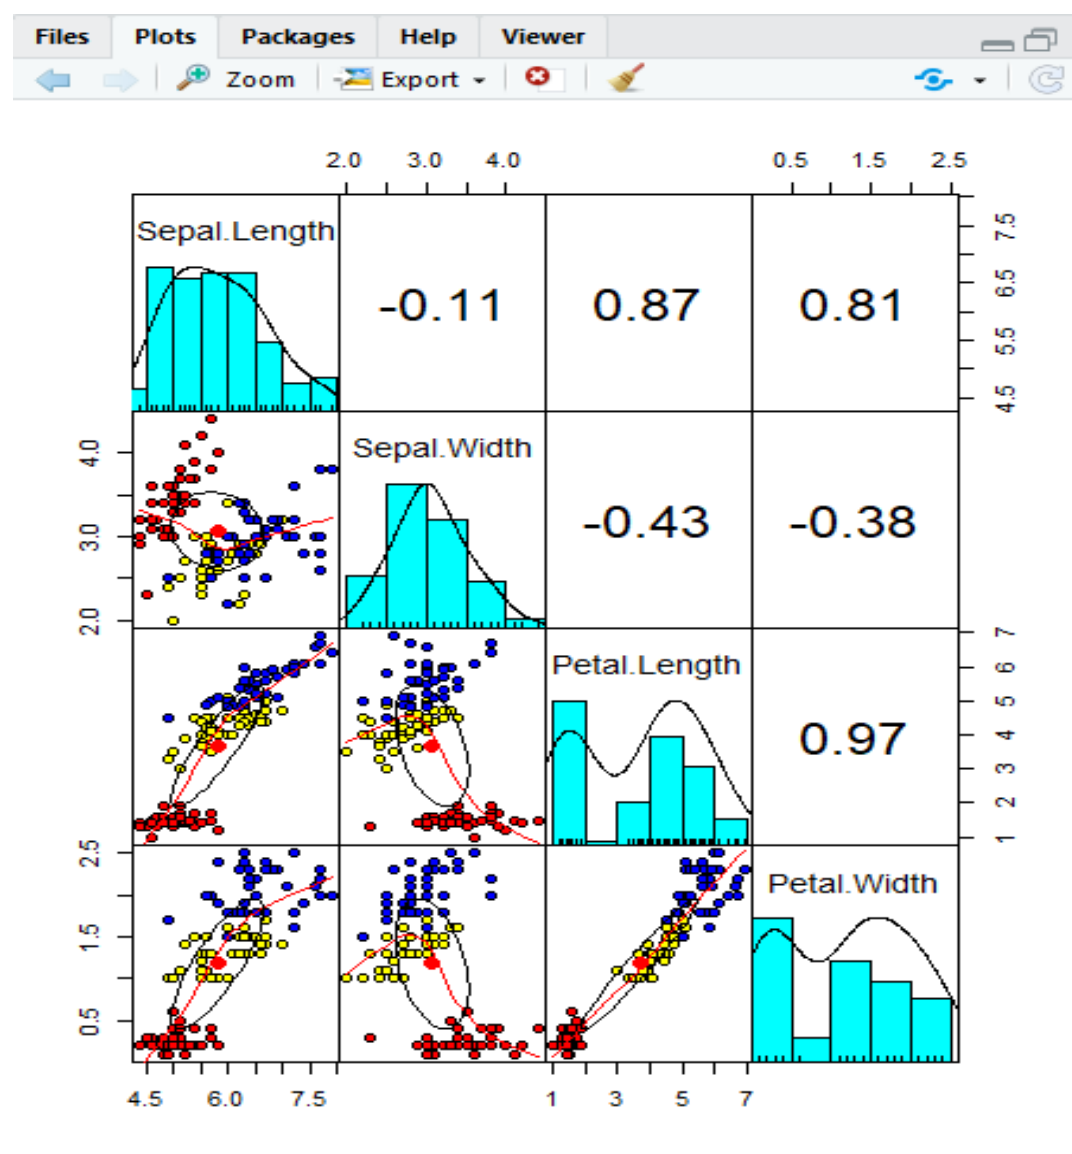 Files Plots Packages Help Viewer
Zoom Export
2.0 3.0 4.0 0.5 1.5 2.5
Sepal.Length
-0.11 0.87 0.81
4.5 5.5 6.5 7.5
Sepal.Width
-0.43 -0.38
2.0 3.0 4.0
Petal.Length
0.97
1 2 3 4 5 6 7
Petal.Width
0.5 1.5 2.5
4.5 6.0 7.5 1 3 5 7